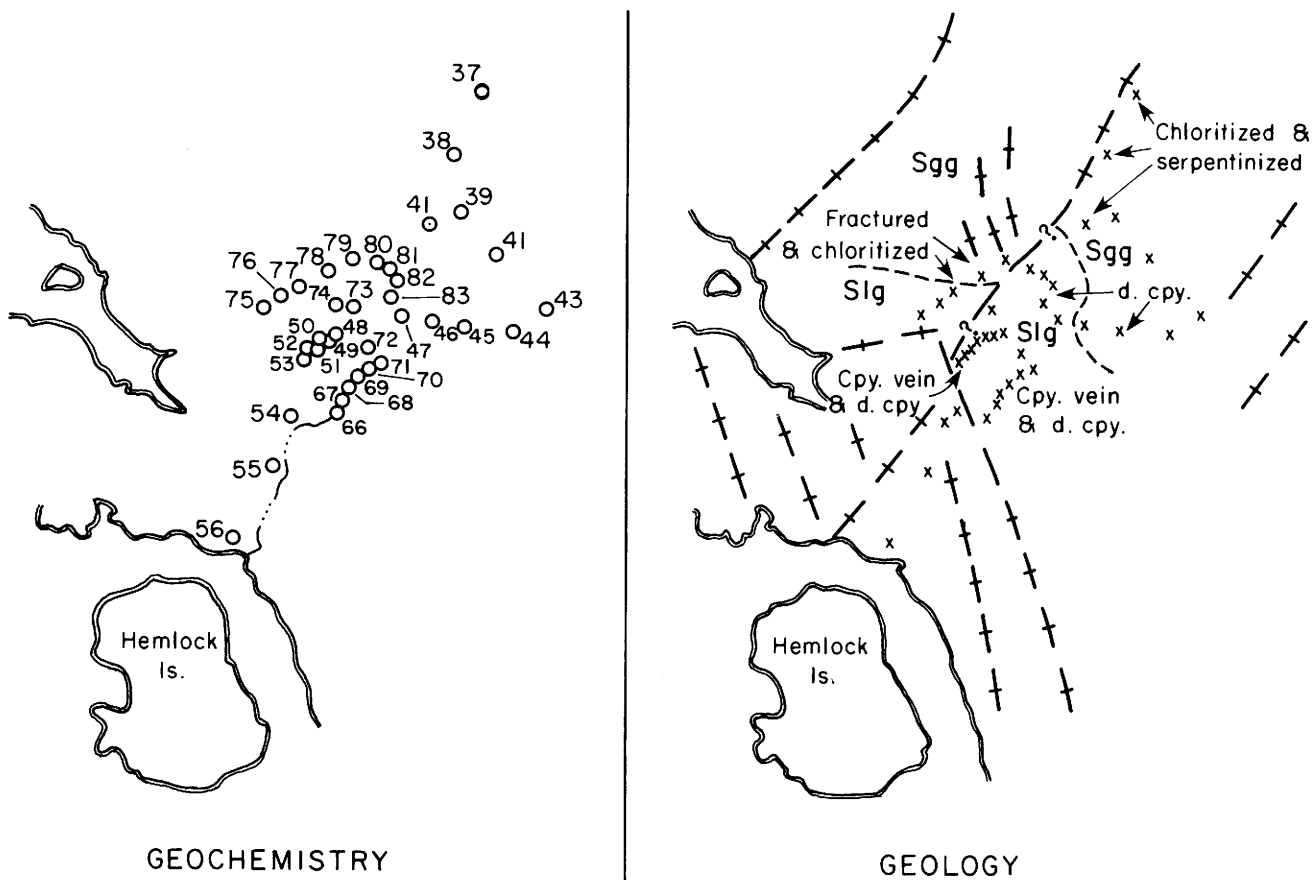 37
38
39
41
41
79
80
78
81
76
77
82
75
74
73
83
43
50
48
46
45
44
52
72
47
53
49
51
71
70
67
69
68
54
66
55
56
Hemlock
Is.
GEOCHEMISTRY
Chloritized &
serpentinized
Sgg
Fractured
& chloritized
?
Sgg
Slg
d. cpy.
?
Slg
Cpy. vein
& d. cpy
Cpy. vein
& d. cpy.
Hemlock
Is.
GEOLOGY